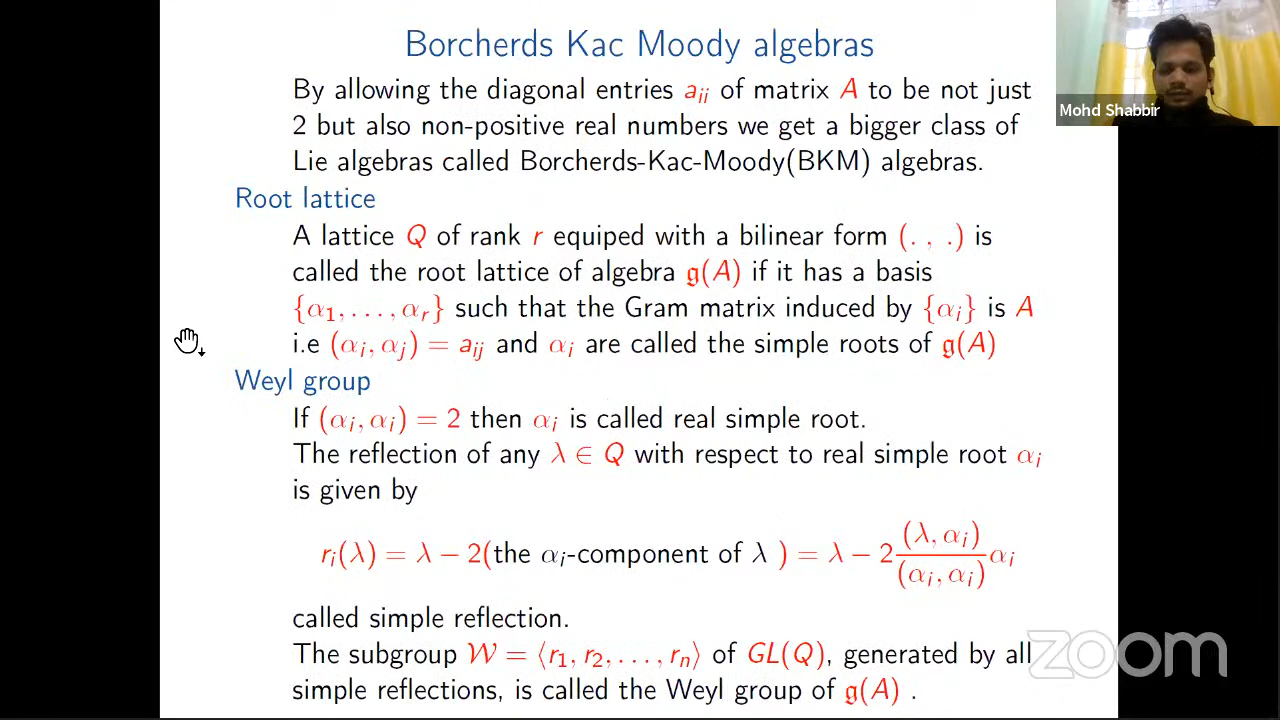 Borcherds Kac Moody algebras
By allowing the diagonal entries a_{ii} of matrix A to be not just
2 but also non-positive real numbers we get a bigger class of
Lie algebras called Borcherds-Kac-Moody(BKM) algebras.
Root lattice
A lattice Q of rank r equiped with a bilinear form (. , .) is
called the root lattice of algebra 𝔤(A) if it has a basis
{α₁, . . . , α_r} such that the Gram matrix induced by {α_i} is A
i.e (α_i, α_j) = a_{ij} and α_i are called the simple roots of 𝔤(A)
Weyl group
If (α_i, α_i) = 2 then α_i is called real simple root.
The reflection of any λ ∈ Q with respect to real simple root α_i
is given by
r_i(λ) = λ − 2(the α_i-component of λ ) = λ − 2 (λ, α_i)/(α_i, α_i) α_i
called simple reflection.
The subgroup 𝒲 = ⟨r₁, r₂, . . . , r_n⟩ of GL(Q), generated by all
simple reflections, is called the Weyl group of 𝔤(A) .
Mohd Shabbir
zoom